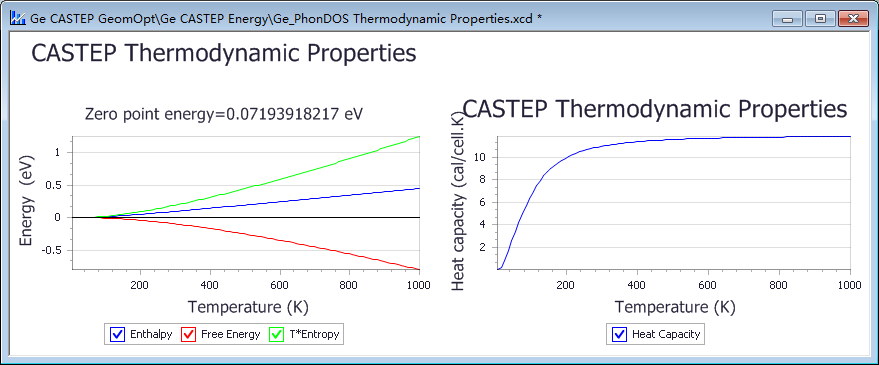 Ge CASTEP GeomOpt\Ge CASTEP Energy\Ge_PhonDOS Thermodynamic Properties.xcd *
CASTEP Thermodynamic Properties
Zero point energy=0.07193918217 eV
Energy (eV)
1
0.5
0
-0.5
200 400 600 800 1000
Temperature (K)
Enthalpy Free Energy T*Entropy
CASTEP Thermodynamic Properties
Heat capacity (cal/cell.K)
10
8
6
4
2
200 400 600 800 1000
Temperature (K)
Heat Capacity